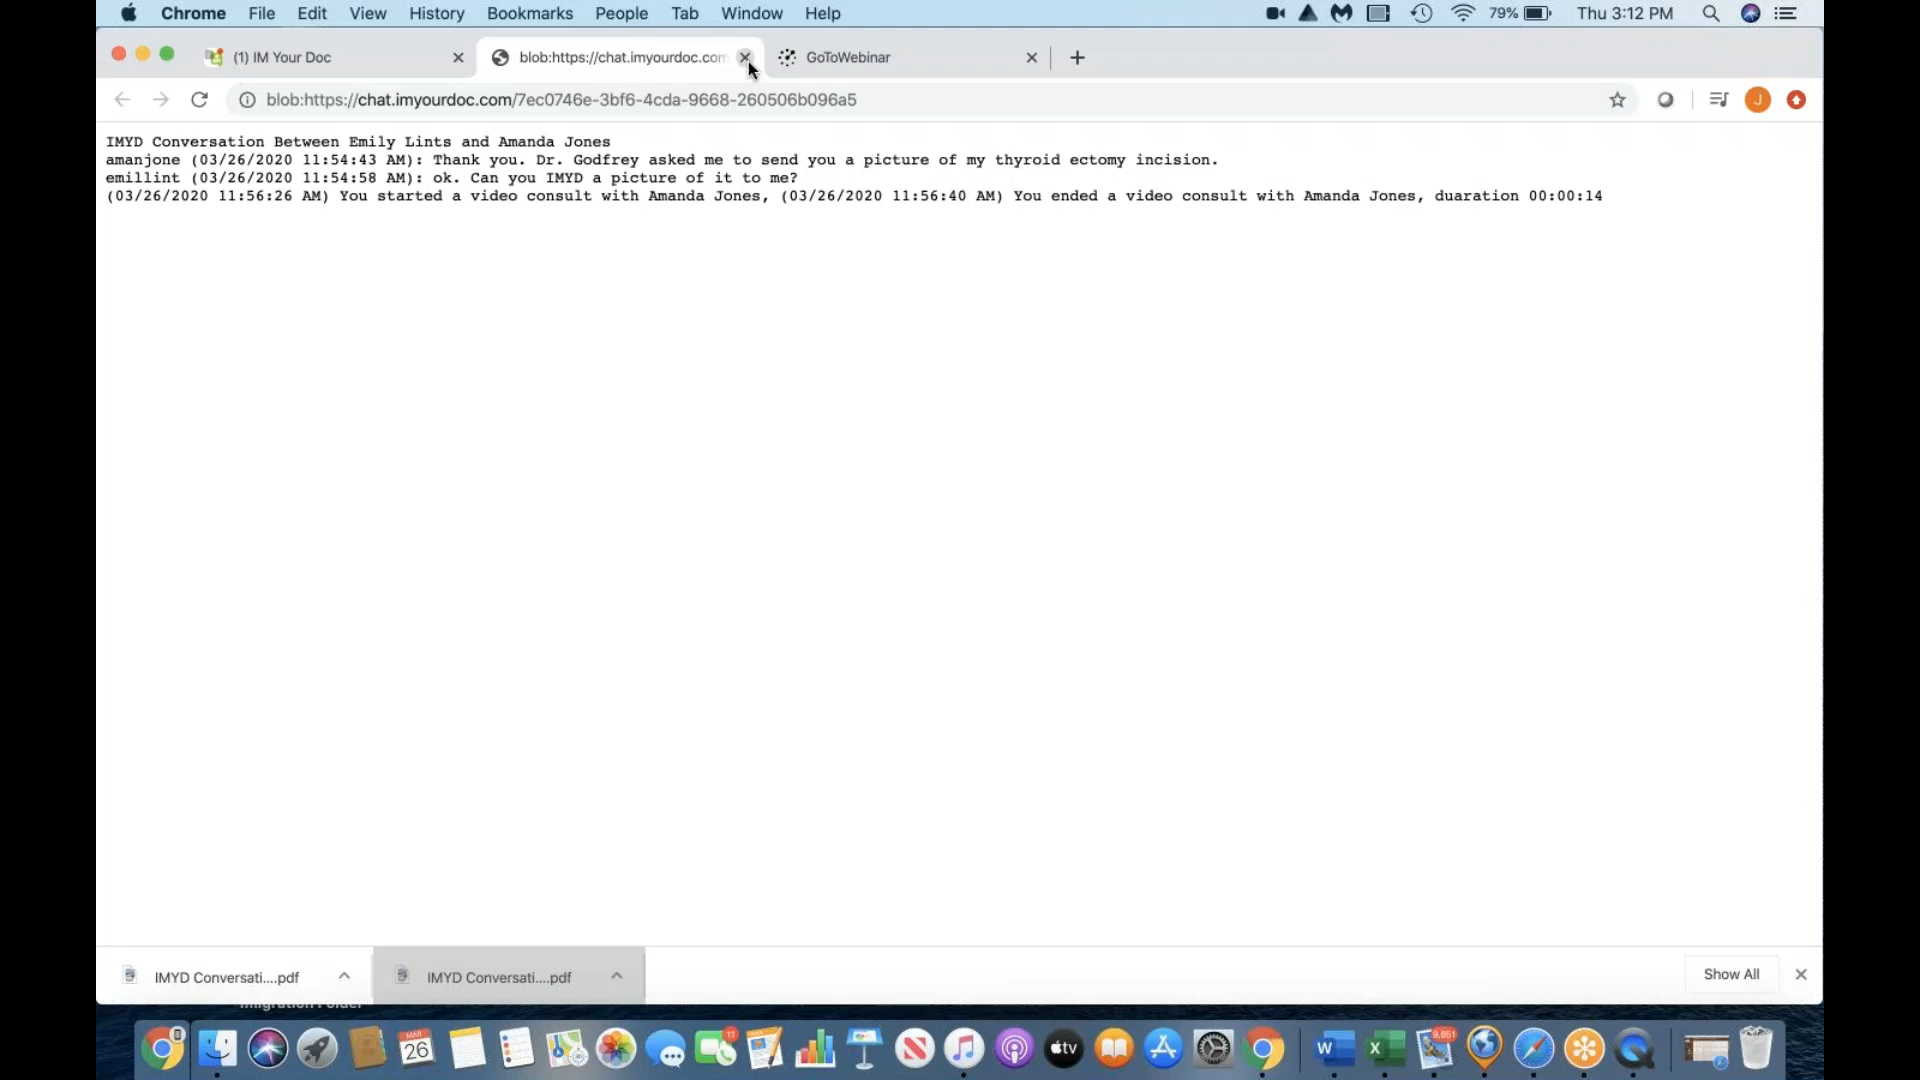 Chrome File Edit View History Bookmarks People Tab Window Help 79% Thu 3:12 PM
(1) IM Your Doc blob:https://chat.imyourdoc.com GoToWebinar
blob:https://chat.imyourdoc.com/7ec0746e-3bf6-4cda-9668-260506b096a5 J
IMYD Conversation Between Emily Lints and Amanda Jones
amanjone (03/26/2020 11:54:43 AM): Thank you. Dr. Godfrey asked me to send you a picture of my thyroid ectomy incision.
emillint (03/26/2020 11:54:58 AM): ok. Can you IMYD a picture of it to me?
(03/26/2020 11:56:26 AM) You started a video consult with Amanda Jones, (03/26/2020 11:56:40 AM) You ended a video consult with Amanda Jones, duaration 00:00:14
IMYD Conversati....pdf IMYD Conversati....pdf Show All
MAR 26 11 tv W X 9,851